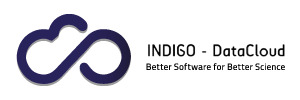 INDIGO - DataCloud
Better Software for Better Science